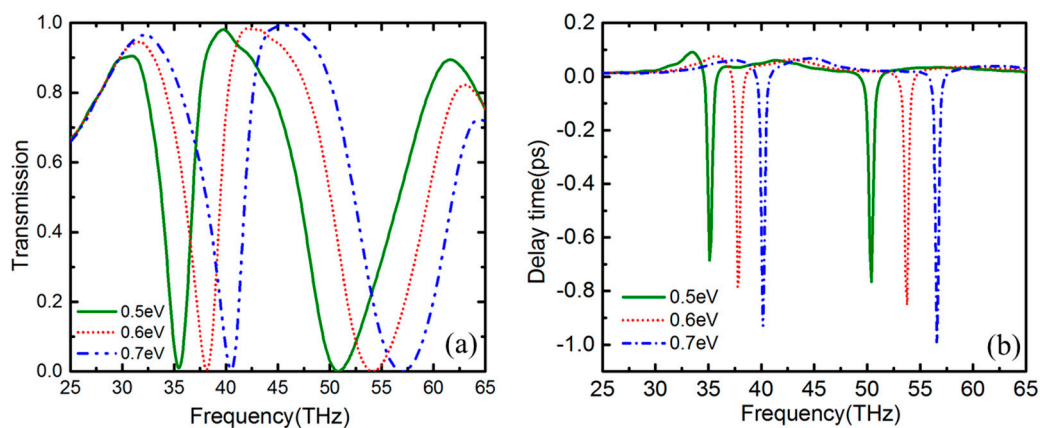 1.0
0.8
0.6
0.4
0.2
0.0
Transmission
0.5eV
0.6eV
0.7eV
(a)
25 30 35 40 45 50 55 60 65
Frequency(THz)
0.2
0.0
-0.2
-0.4
-0.6
-0.8
-1.0
Delay time(ps)
0.5eV
0.6eV
0.7eV
(b)
25 30 35 40 45 50 55 60 65
Frequency(THz)